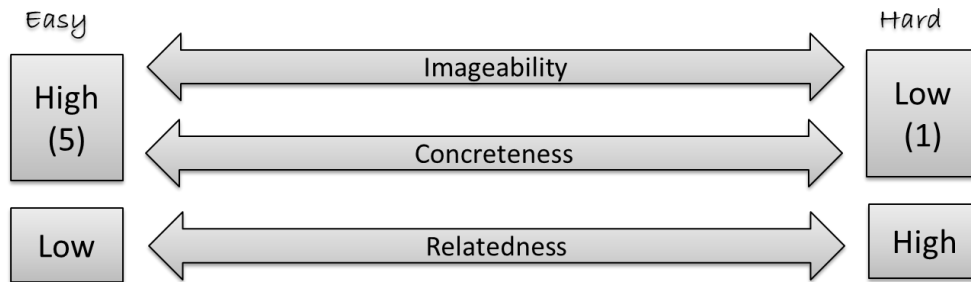 Easy
Hard
High
(5)
Imageability
Low
(1)
Concreteness
Low
Relatedness
High